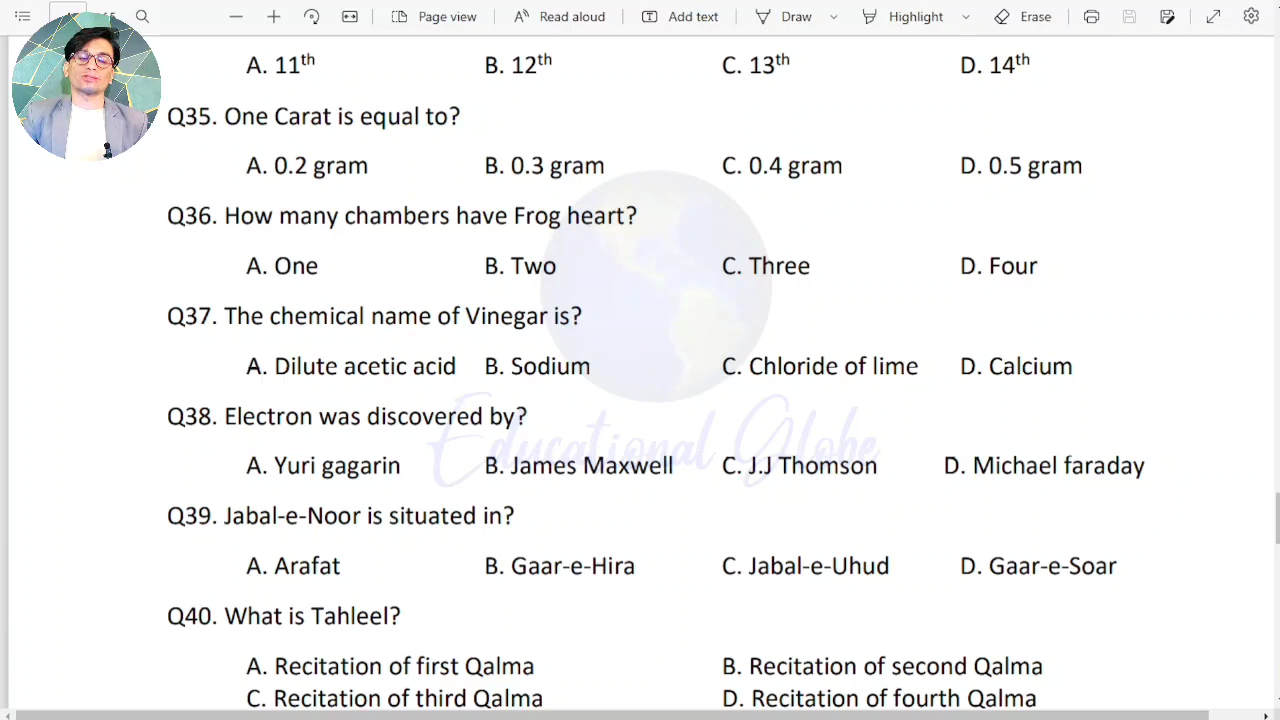 Page view Read aloud Add text Draw Highlight Erase
A. 11th B. 12th C. 13th D. 14th
Q35. One Carat is equal to?
A. 0.2 gram B. 0.3 gram C. 0.4 gram D. 0.5 gram
Q36. How many chambers have Frog heart?
A. One B. Two C. Three D. Four
Q37. The chemical name of Vinegar is?
A. Dilute acetic acid B. Sodium C. Chloride of lime D. Calcium
Q38. Electron was discovered by?
Educational Globe
A. Yuri gagarin B. James Maxwell C. J.J Thomson D. Michael faraday
Q39. Jabal-e-Noor is situated in?
A. Arafat B. Gaar-e-Hira C. Jabal-e-Uhud D. Gaar-e-Soar
Q40. What is Tahleel?
A. Recitation of first Qalma B. Recitation of second Qalma
C. Recitation of third Qalma D. Recitation of fourth Qalma